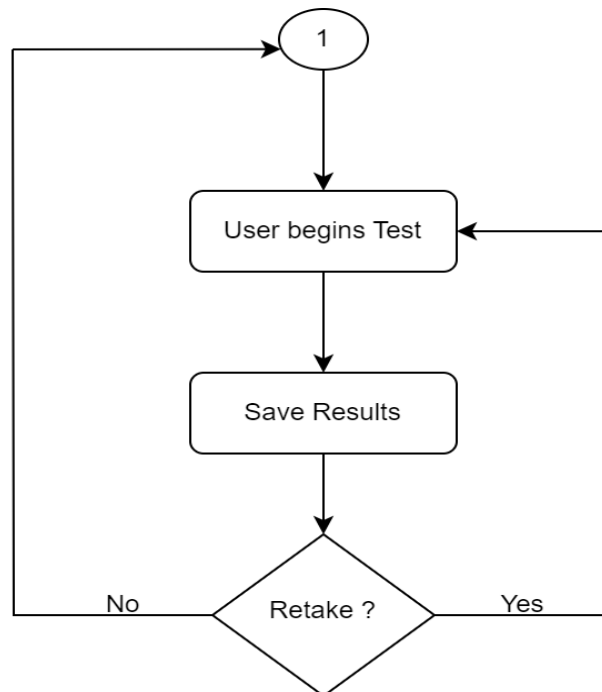 1
User begins Test
Save Results
Retake ?
No
Yes